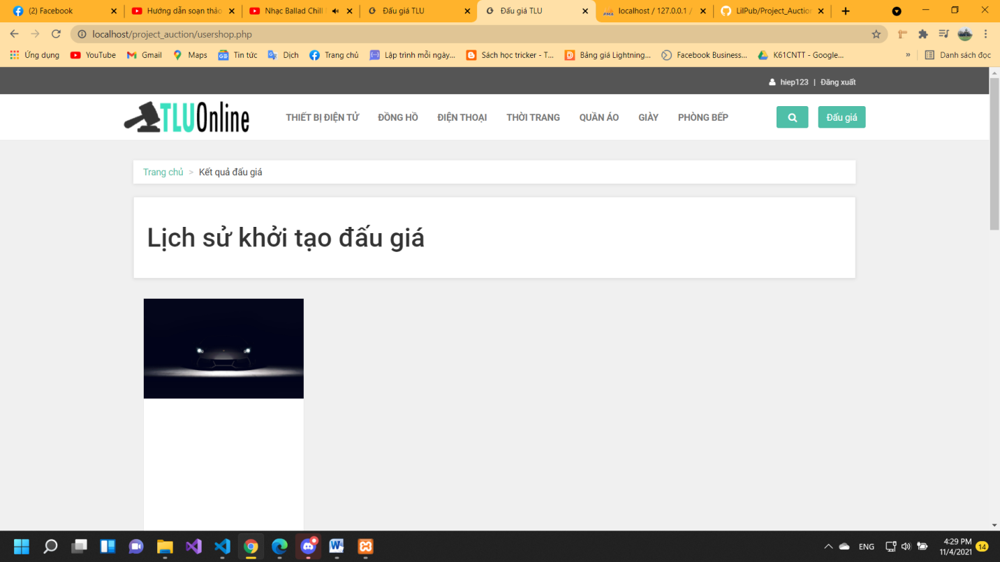 (2) Facebook
Hướng dẫn soạn thảo
Nhạc Ballad Chill
Đấu giá TLU
Đấu giá TLU
localhost / 127.0.0.1 /
LilPub/Project_Auction
localhost/project_auction/usershop.php
Ứng dụng
YouTube
Gmail
Maps
Tin tức
Dịch
Trang chủ
Lập trình mỗi ngày...
Sách học tricker - T...
Bảng giá Lightning...
Facebook Business...
K61CNTT - Google...
»
Danh sách đọc
hiep123 | Đăng xuất
TLUOnline
THIẾT BỊ ĐIỆN TỬ
ĐỒNG HỒ
ĐIỆN THOẠI
THỜI TRANG
QUẦN ÁO
GIÀY
PHÒNG BẾP
Đấu giá
Trang chủ > Kết quả đấu giá
Lịch sử khởi tạo đấu giá
ENG
4:29 PM
11/4/2021
14